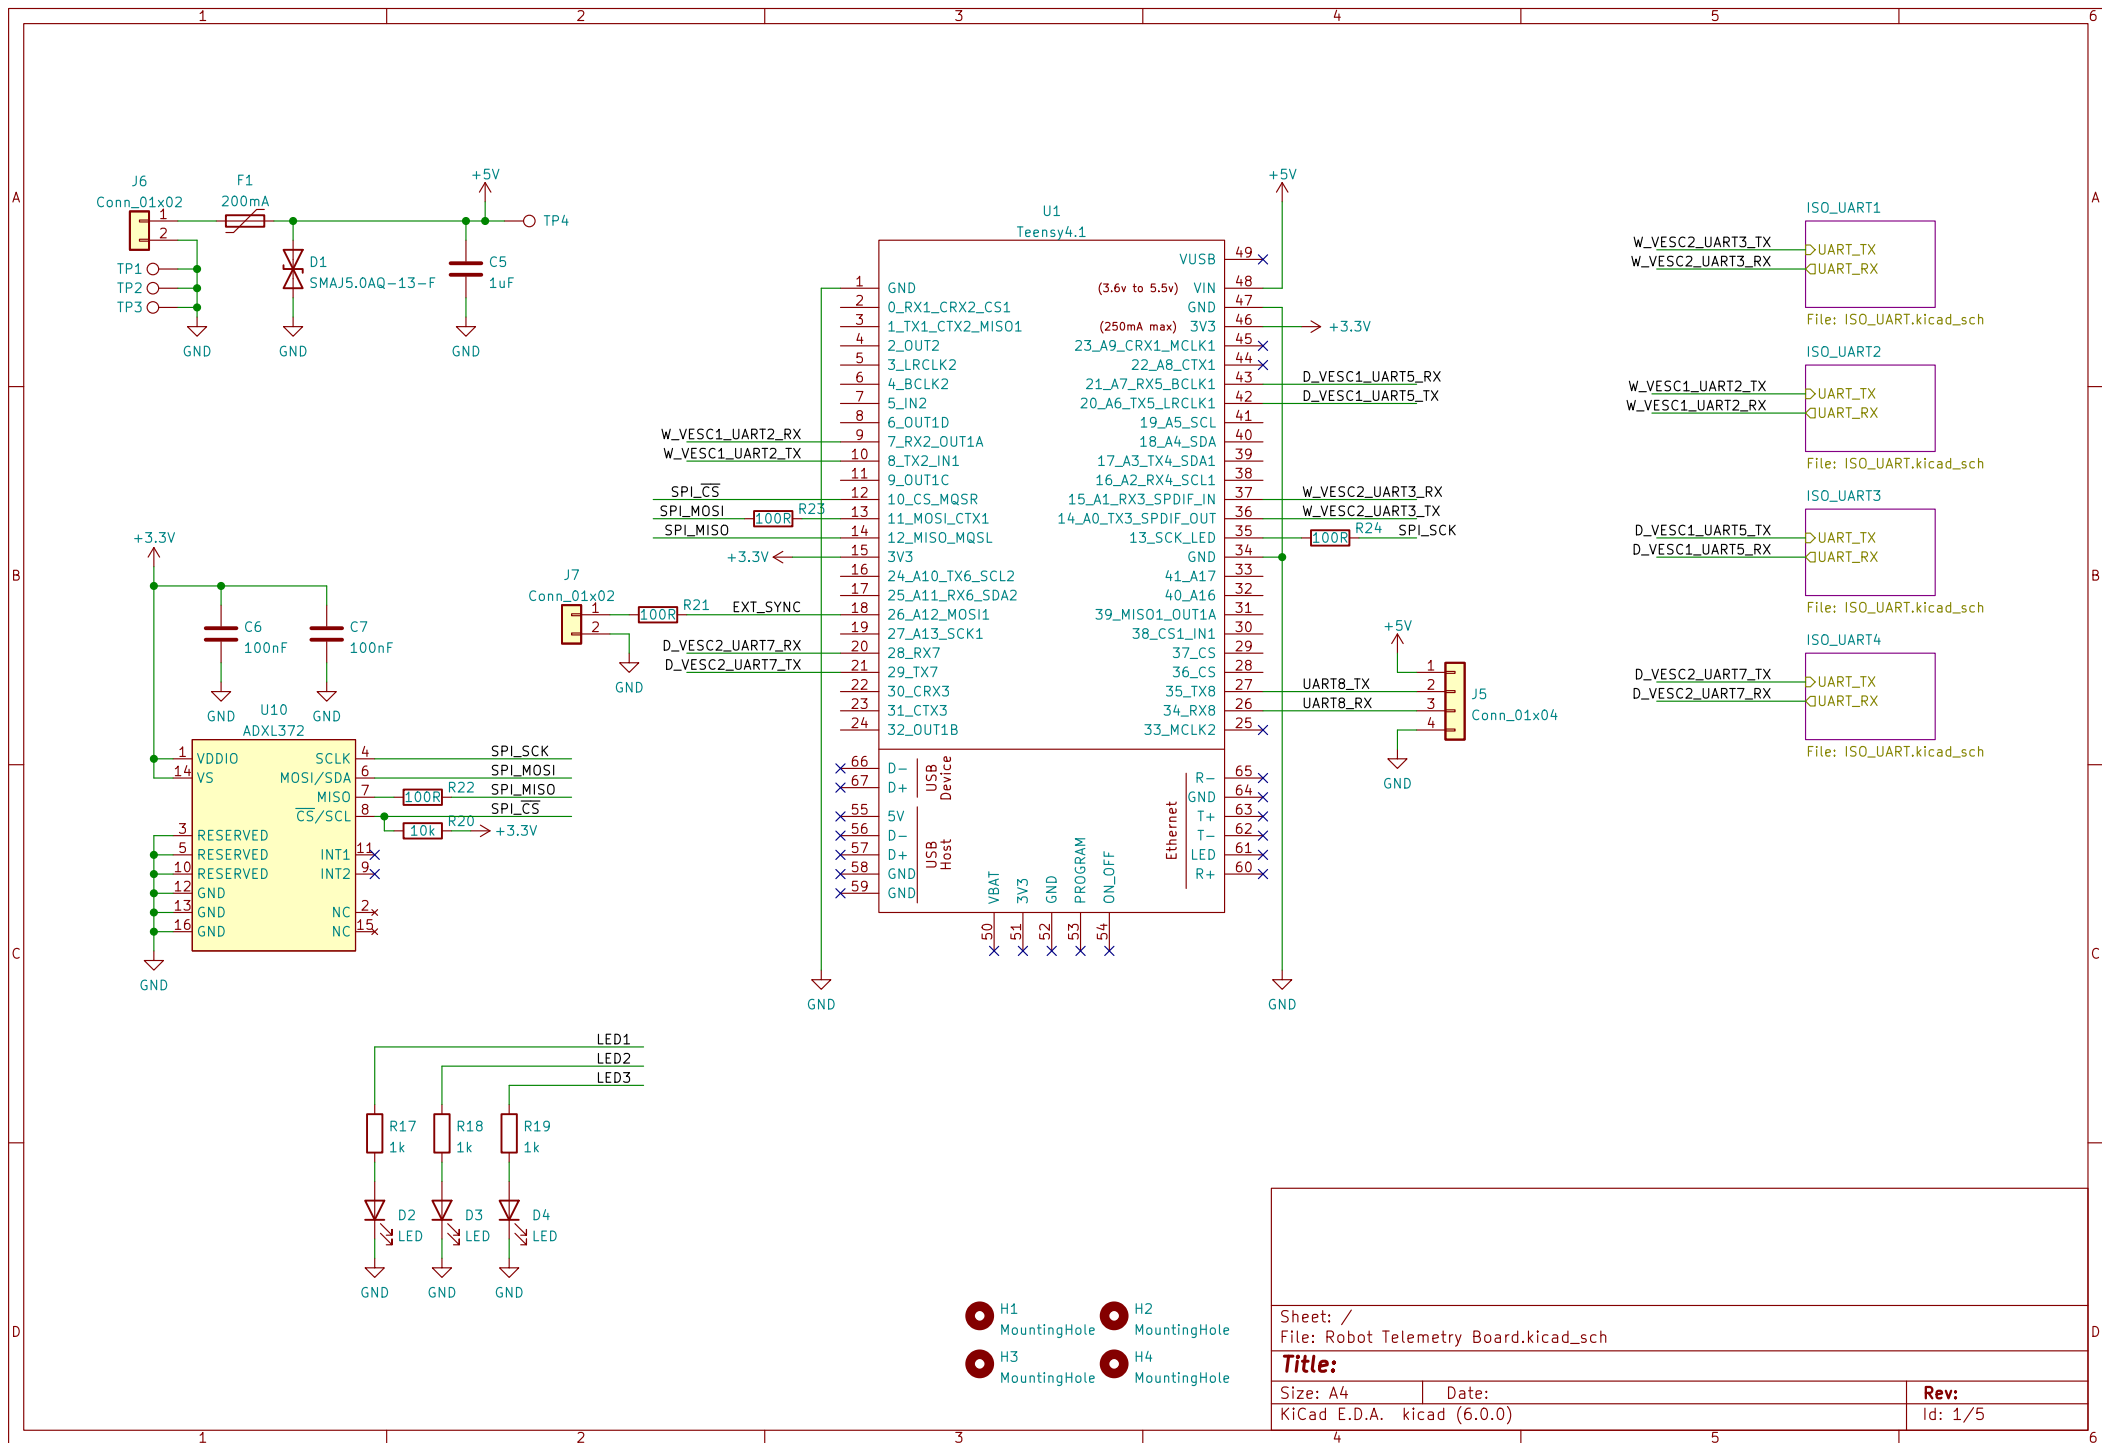 1 2 3 4 5 6
A A
B B
C C
D D
J6
Conn_01x02
1
2
F1
200mA
+5V
TP4
TP1
TP2
TP3
D1
SMAJ5.0AQ-13-F
C5
1uF
GND
GND
GND
+3.3V
C6
100nF
C7
100nF
GND
GND
U10
ADXL372
1 VDDIO
14 VS
3 RESERVED
5 RESERVED
10 RESERVED
12 GND
13 GND
16 GND
SCLK 4
MOSI/SDA 6
MISO 7
CS/SCL 8
INT1 11
INT2 9
NC 2
NC 15
SPI_SCK
SPI_MOSI
R22
100R
SPI_MISO
SPI_CS
R20
10k
+3.3V
GND
LED1
LED2
LED3
R17
1k
R18
1k
R19
1k
D2
LED
D3
LED
D4
LED
GND
GND
GND
J7
Conn_01x02
1
2
R21
100R
EXT_SYNC
GND
W_VESC1_UART2_RX
W_VESC1_UART2_TX
SPI_CS
SPI_MOSI
R23
100R
SPI_MISO
+3.3V
D_VESC2_UART7_RX
D_VESC2_UART7_TX
GND
U1
Teensy4.1
1 GND
2 0_RX1_CRX2_CS1
3 1_TX1_CTX2_MISO1
4 2_OUT2
5 3_LRCLK2
6 4_BCLK2
7 5_IN2
8 6_OUT1D
9 7_RX2_OUT1A
10 8_TX2_IN1
11 9_OUT1C
12 10_CS_MQSR
13 11_MOSI_CTX1
14 12_MISO_MQSL
15 3V3
16 24_A10_TX6_SCL2
17 25_A11_RX6_SDA2
18 26_A12_MOSI1
19 27_A13_SCK1
20 28_RX7
21 29_TX7
22 30_CRX3
23 31_CTX3
24 32_OUT1B
66 D-
67 D+
USB
Device
55 5V
56 D-
57 D+
58 GND
59 GND
USB
Host
VBAT 50
3V3 51
GND 52
PROGRAM 53
ON_OFF 54
VUSB 49
(3.6v to 5.5v) VIN 48
GND 47
(250mA max) 3V3 46
23_A9_CRX1_MCLK1 45
22_A8_CTX1 44
21_A7_RX5_BCLK1 43
20_A6_TX5_LRCLK1 42
19_A5_SCL 41
18_A4_SDA 40
17_A3_TX4_SDA1 39
16_A2_RX4_SCL1 38
15_A1_RX3_SPDIF_IN 37
14_A0_TX3_SPDIF_OUT 36
13_SCK_LED 35
GND 34
41_A17 33
40_A16 32
39_MISO1_OUT1A 31
38_CS1_IN1 30
37_CS 29
36_CS 28
35_TX8 27
34_RX8 26
33_MCLK2 25
Ethernet
R- 65
GND 64
T+ 63
T- 62
LED 61
R+ 60
+5V
+3.3V
D_VESC1_UART5_RX
D_VESC1_UART5_TX
W_VESC2_UART3_RX
W_VESC2_UART3_TX
R24
100R
SPI_SCK
UART8_TX
UART8_RX
+5V
1
2
3
4
J5
Conn_01x04
GND
GND
ISO_UART1
W_VESC2_UART3_TX
W_VESC2_UART3_RX
UART_TX
UART_RX
File: ISO_UART.kicad_sch
ISO_UART2
W_VESC1_UART2_TX
W_VESC1_UART2_RX
UART_TX
UART_RX
File: ISO_UART.kicad_sch
ISO_UART3
D_VESC1_UART5_TX
D_VESC1_UART5_RX
UART_TX
UART_RX
File: ISO_UART.kicad_sch
ISO_UART4
D_VESC2_UART7_TX
D_VESC2_UART7_RX
UART_TX
UART_RX
File: ISO_UART.kicad_sch
H1
MountingHole
H2
MountingHole
H3
MountingHole
H4
MountingHole
Sheet: /
File: Robot Telemetry Board.kicad_sch
Title:
Size: A4 Date: Rev:
KiCad E.D.A. kicad (6.0.0) Id: 1/5
1 2 3 4 5 6